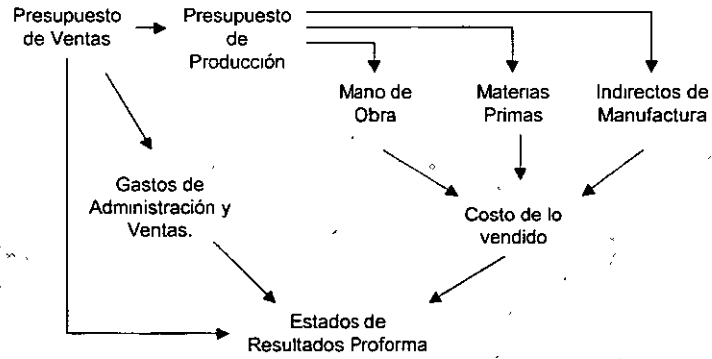 Presupuesto
de Ventas
Presupuesto
de
Producción
Mano de
Obra
Materias
Primas
Indirectos de
Manufactura
Gastos de
Administración y
Ventas.
Costo de lo
vendido
Estados de
Resultados Proforma